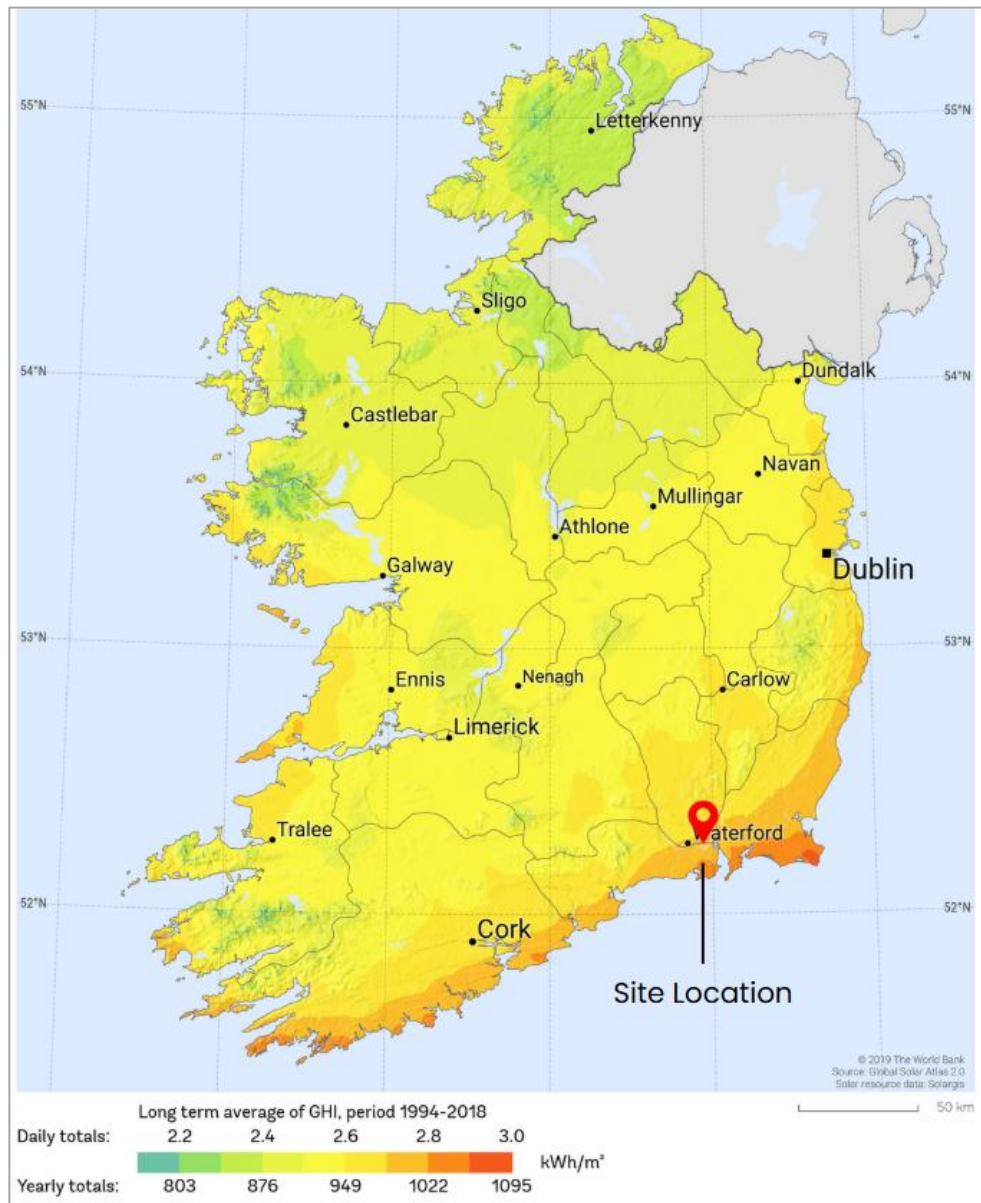 55°N
55°N
Letterkenny
Sligo
54°N
54°N
Dundalk
Castlebar
Navan
Mullingar
Athlone
Dublin
Galway
53°N
53°N
Ennis
Nenagh
Carlow
Limerick
Tralee
Waterford
52°N
52°N
Cork
Site Location
© 2019 The World Bank
Source: Global Solar Atlas 2.0
Solar resource data: Solargis
50 km
Long term average of GHI, period 1994-2018
Daily totals: 2.2 2.4 2.6 2.8 3.0
kWh/m²
Yearly totals: 803 876 949 1022 1095